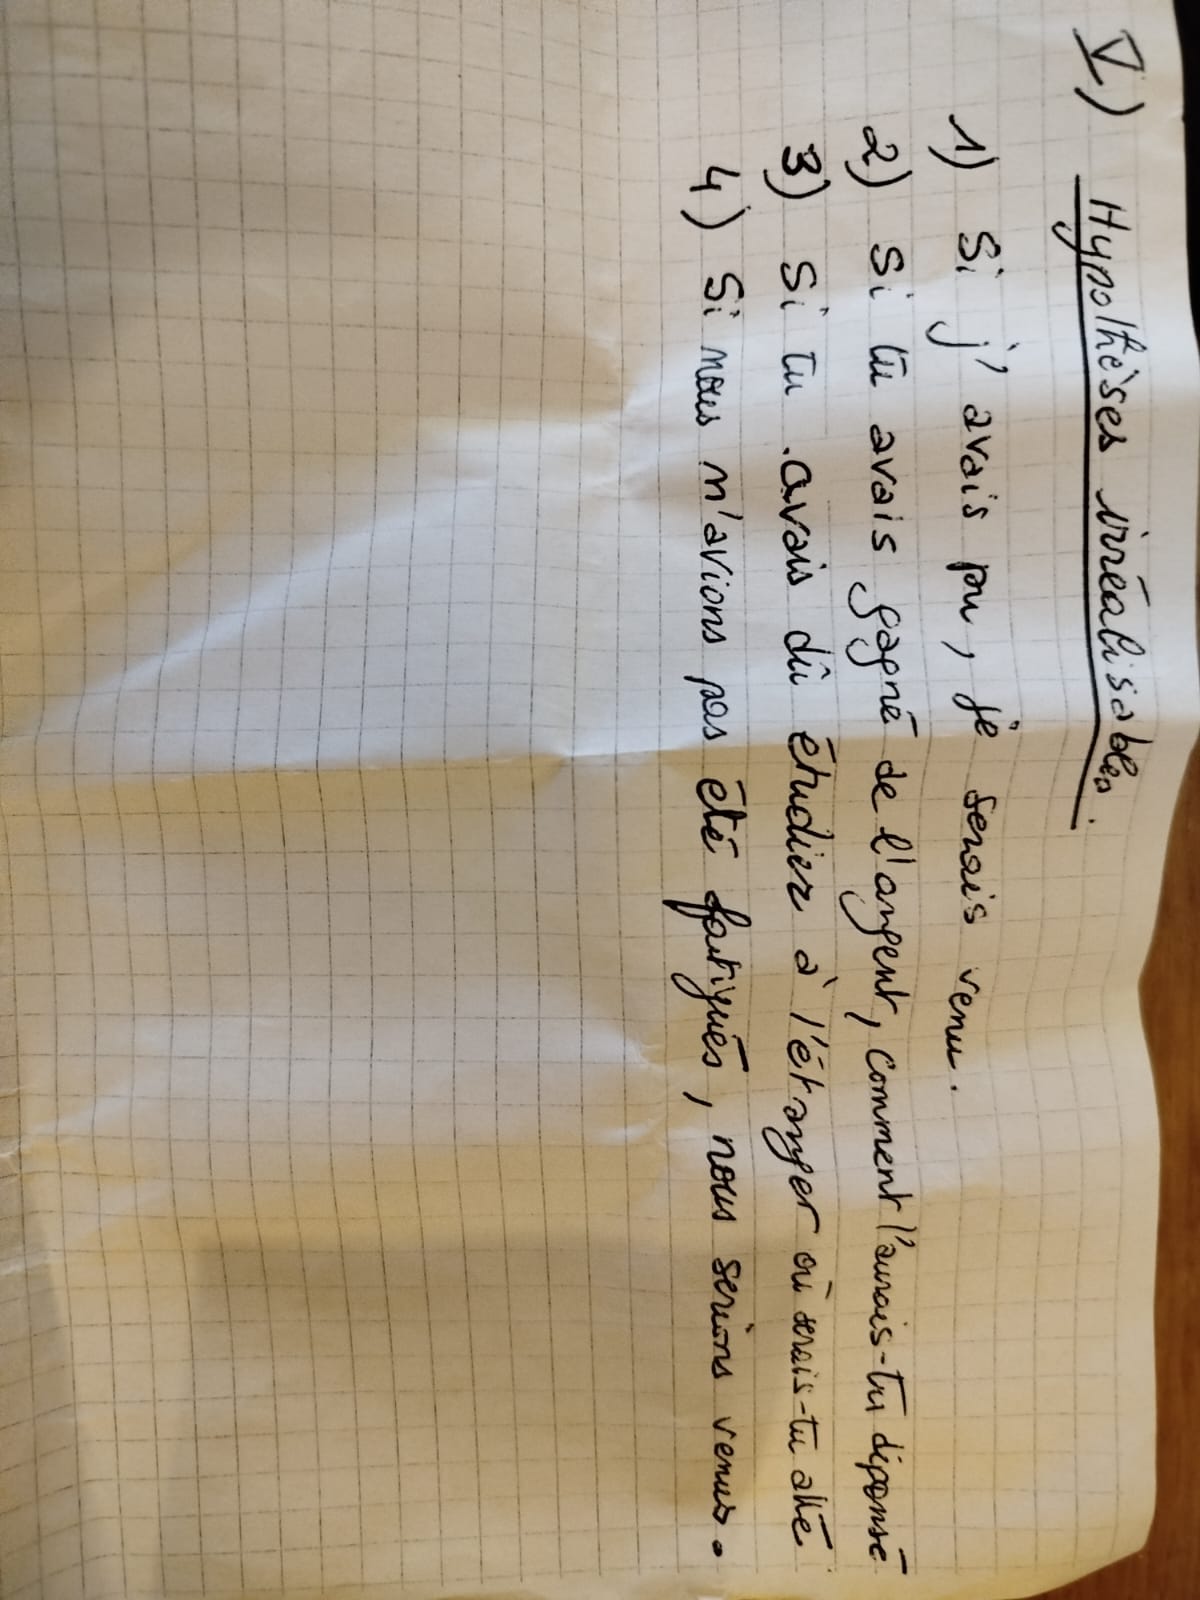 V) Hypothèses irréalisables.
1) Si j'avais pu, je serais venu.
2) Si tu avais gagné de l'argent, comment l'aurais-tu dépensé
3) Si tu avais dû étudier à l'étranger où serais-tu allé
4) Si nous n'avions pas été fatigués, nous serions venus.